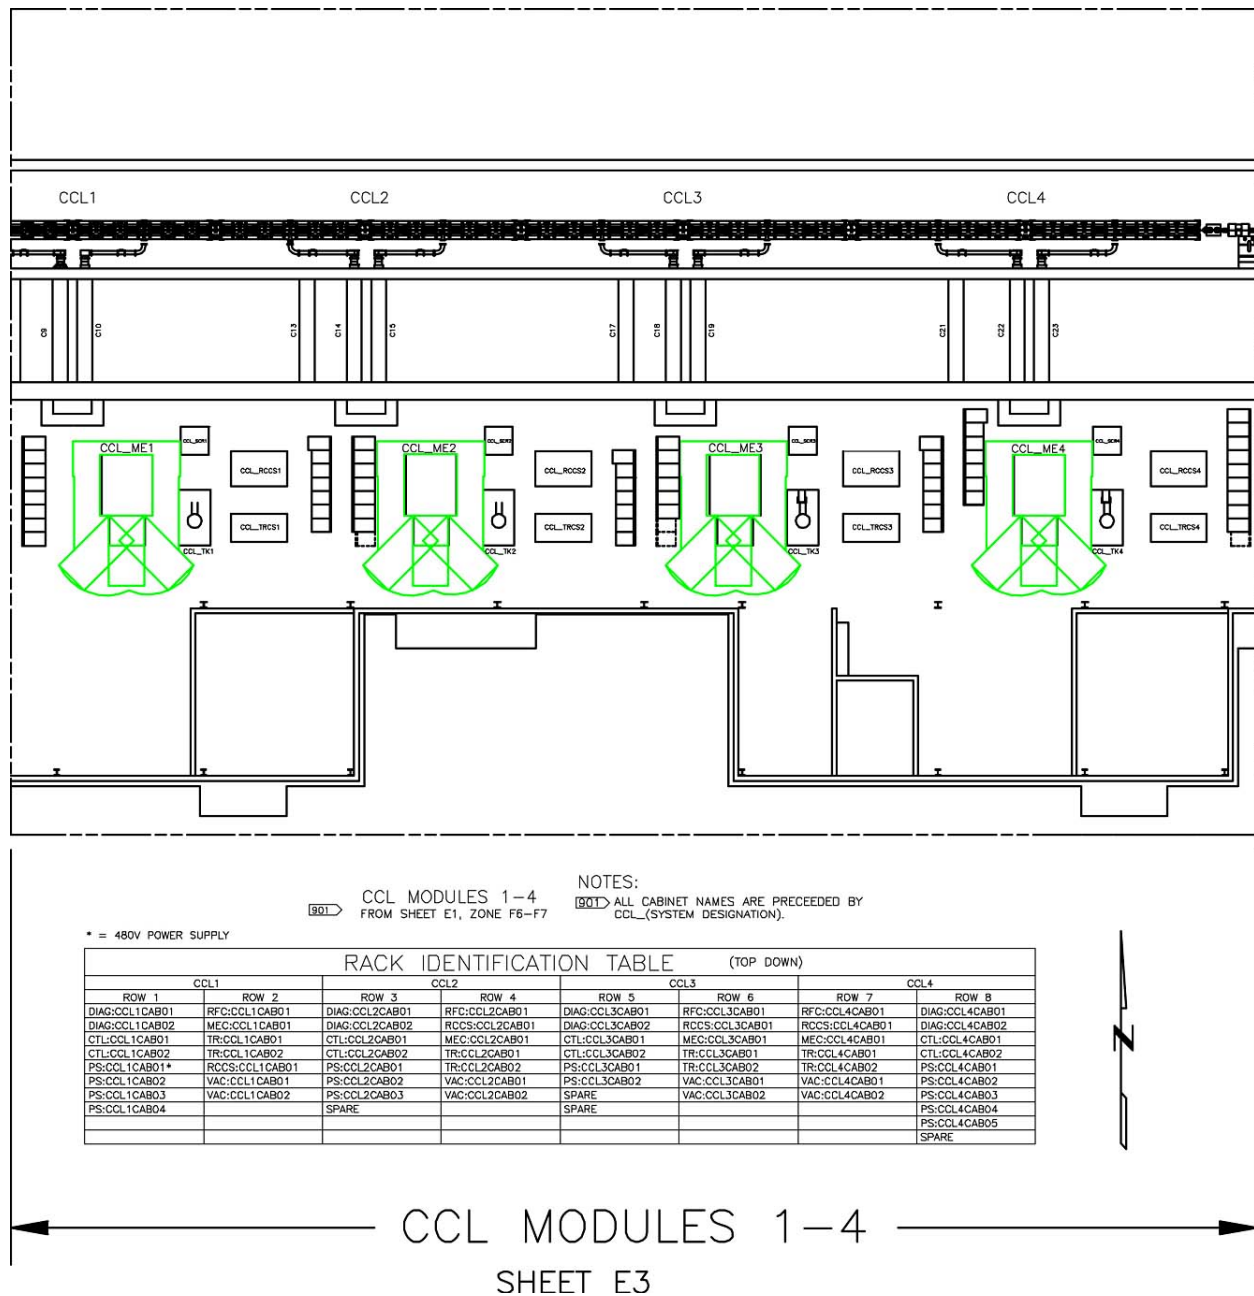 CCL1 CCL2 CCL3 CCL4
C9 C10 C13 C14 C15 C17 C18 C19 C21 C22 C23
CCL_ME1 CCL_SCR1 CCL_ME2 CCL_SCR2 CCL_ME3 CCL_SCR3 CCL_ME4 CCL_SCR4
CCL_RCCS1 CCL_RCCS2 CCL_RCCS3 CCL_RCCS4
CCL_TRCS1 CCL_TRCS2 CCL_TRCS3 CCL_TRCS4
CCL_TK1 CCL_TK2 CCL_TK3 CCL_TK4
901 CCL MODULES 1-4
FROM SHEET E1, ZONE F6-F7
NOTES:
901 ALL CABINET NAMES ARE PRECEEDED BY
CCL_(SYSTEM DESIGNATION).
* = 480V POWER SUPPLY
RACK IDENTIFICATION TABLE (TOP DOWN)
CCL1 CCL2 CCL3 CCL4
ROW 1 ROW 2 ROW 3 ROW 4 ROW 5 ROW 6 ROW 7 ROW 8
DIAG:CCL1CAB01 RFC:CCL1CAB01 DIAG:CCL2CAB01 RFC:CCL2CAB01 DIAG:CCL3CAB01 RFC:CCL3CAB01 RFC:CCL4CAB01 DIAG:CCL4CAB01
DIAG:CCL1CAB02 MEC:CCL1CAB01 DIAG:CCL2CAB02 RCCS:CCL2CAB01 DIAG:CCL3CAB02 RCCS:CCL3CAB01 RCCS:CCL4CAB01 DIAG:CCL4CAB02
CTL:CCL1CAB01 TR:CCL1CAB01 CTL:CCL2CAB01 MEC:CCL2CAB01 CTL:CCL3CAB01 MEC:CCL3CAB01 MEC:CCL4CAB01 CTL:CCL4CAB01
CTL:CCL1CAB02 TR:CCL1CAB02 CTL:CCL2CAB02 TR:CCL2CAB01 CTL:CCL3CAB02 TR:CCL3CAB01 TR:CCL4CAB01 CTL:CCL4CAB02
PS:CCL1CAB01* RCCS:CCL1CAB01 PS:CCL2CAB01 TR:CCL2CAB02 PS:CCL3CAB01 TR:CCL3CAB02 TR:CCL4CAB02 PS:CCL4CAB01
PS:CCL1CAB02 VAC:CCL1CAB01 PS:CCL2CAB02 VAC:CCL2CAB01 PS:CCL3CAB02 VAC:CCL3CAB01 VAC:CCL4CAB01 PS:CCL4CAB02
PS:CCL1CAB03 VAC:CCL1CAB02 PS:CCL2CAB03 VAC:CCL2CAB02 SPARE VAC:CCL3CAB02 VAC:CCL4CAB02 PS:CCL4CAB03
PS:CCL1CAB04 SPARE SPARE PS:CCL4CAB04
PS:CCL4CAB05
SPARE
N
CCL MODULES 1-4
SHEET E3